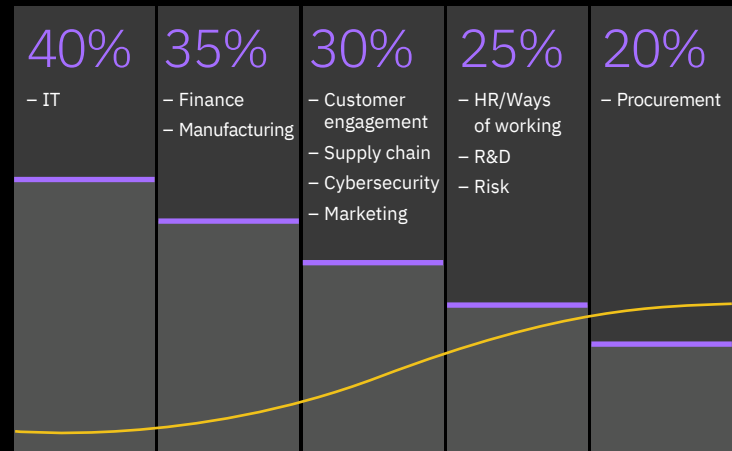 40%
– IT
35%
– Finance
– Manufacturing
30%
– Customer
engagement
– Supply chain
– Cybersecurity
– Marketing
25%
– HR/Ways
of working
– R&D
– Risk
20%
– Procurement